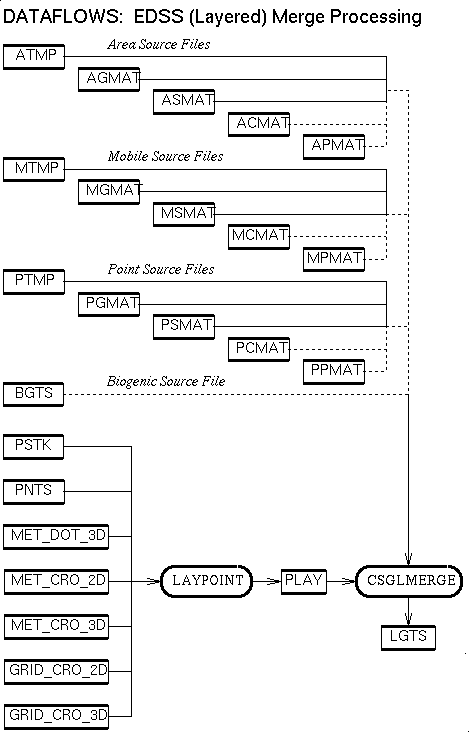 DATAFLOWS: EDSS (Layered) Merge Processing
Area Source Files
ATMP
AGMAT
ASMAT
ACMAT
APMAT
Mobile Source Files
MTMP
MGMAT
MSMAT
MCMAT
MPMAT
Point Source Files
PTMP
PGMAT
PSMAT
PCMAT
PPMAT
Biogenic Source File
BGTS
PSTK
PNTS
MET_DOT_3D
MET_CRO_2D
LAYPOINT
PLAY
CSGLMERGE
MET_CRO_3D
LGTS
GRID_CRO_2D
GRID_CRO_3D